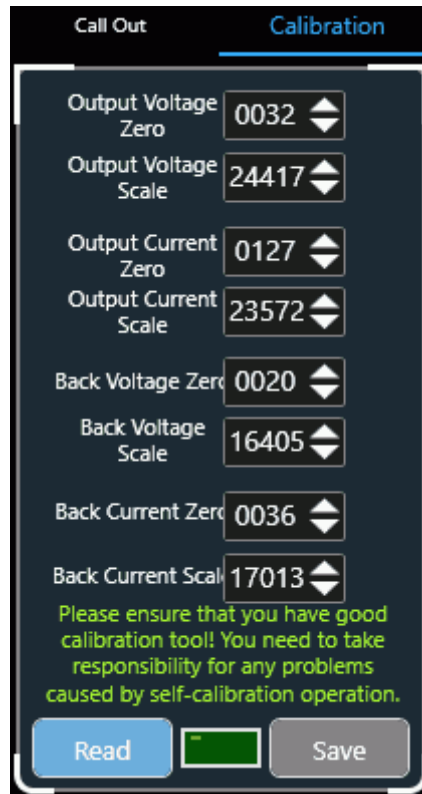 Call Out Calibration
Output Voltage
Zero
0032
Output Voltage
Scale
24417
Output Current
Zero
0127
Output Current
Scale
23572
Back Voltage Zero
0020
Back Voltage
Scale
16405
Back Current Zero
0036
Back Current Scal
17013
Please ensure that you have good
calibration tool! You need to take
responsibility for any problems
caused by self-calibration operation.
Read Save